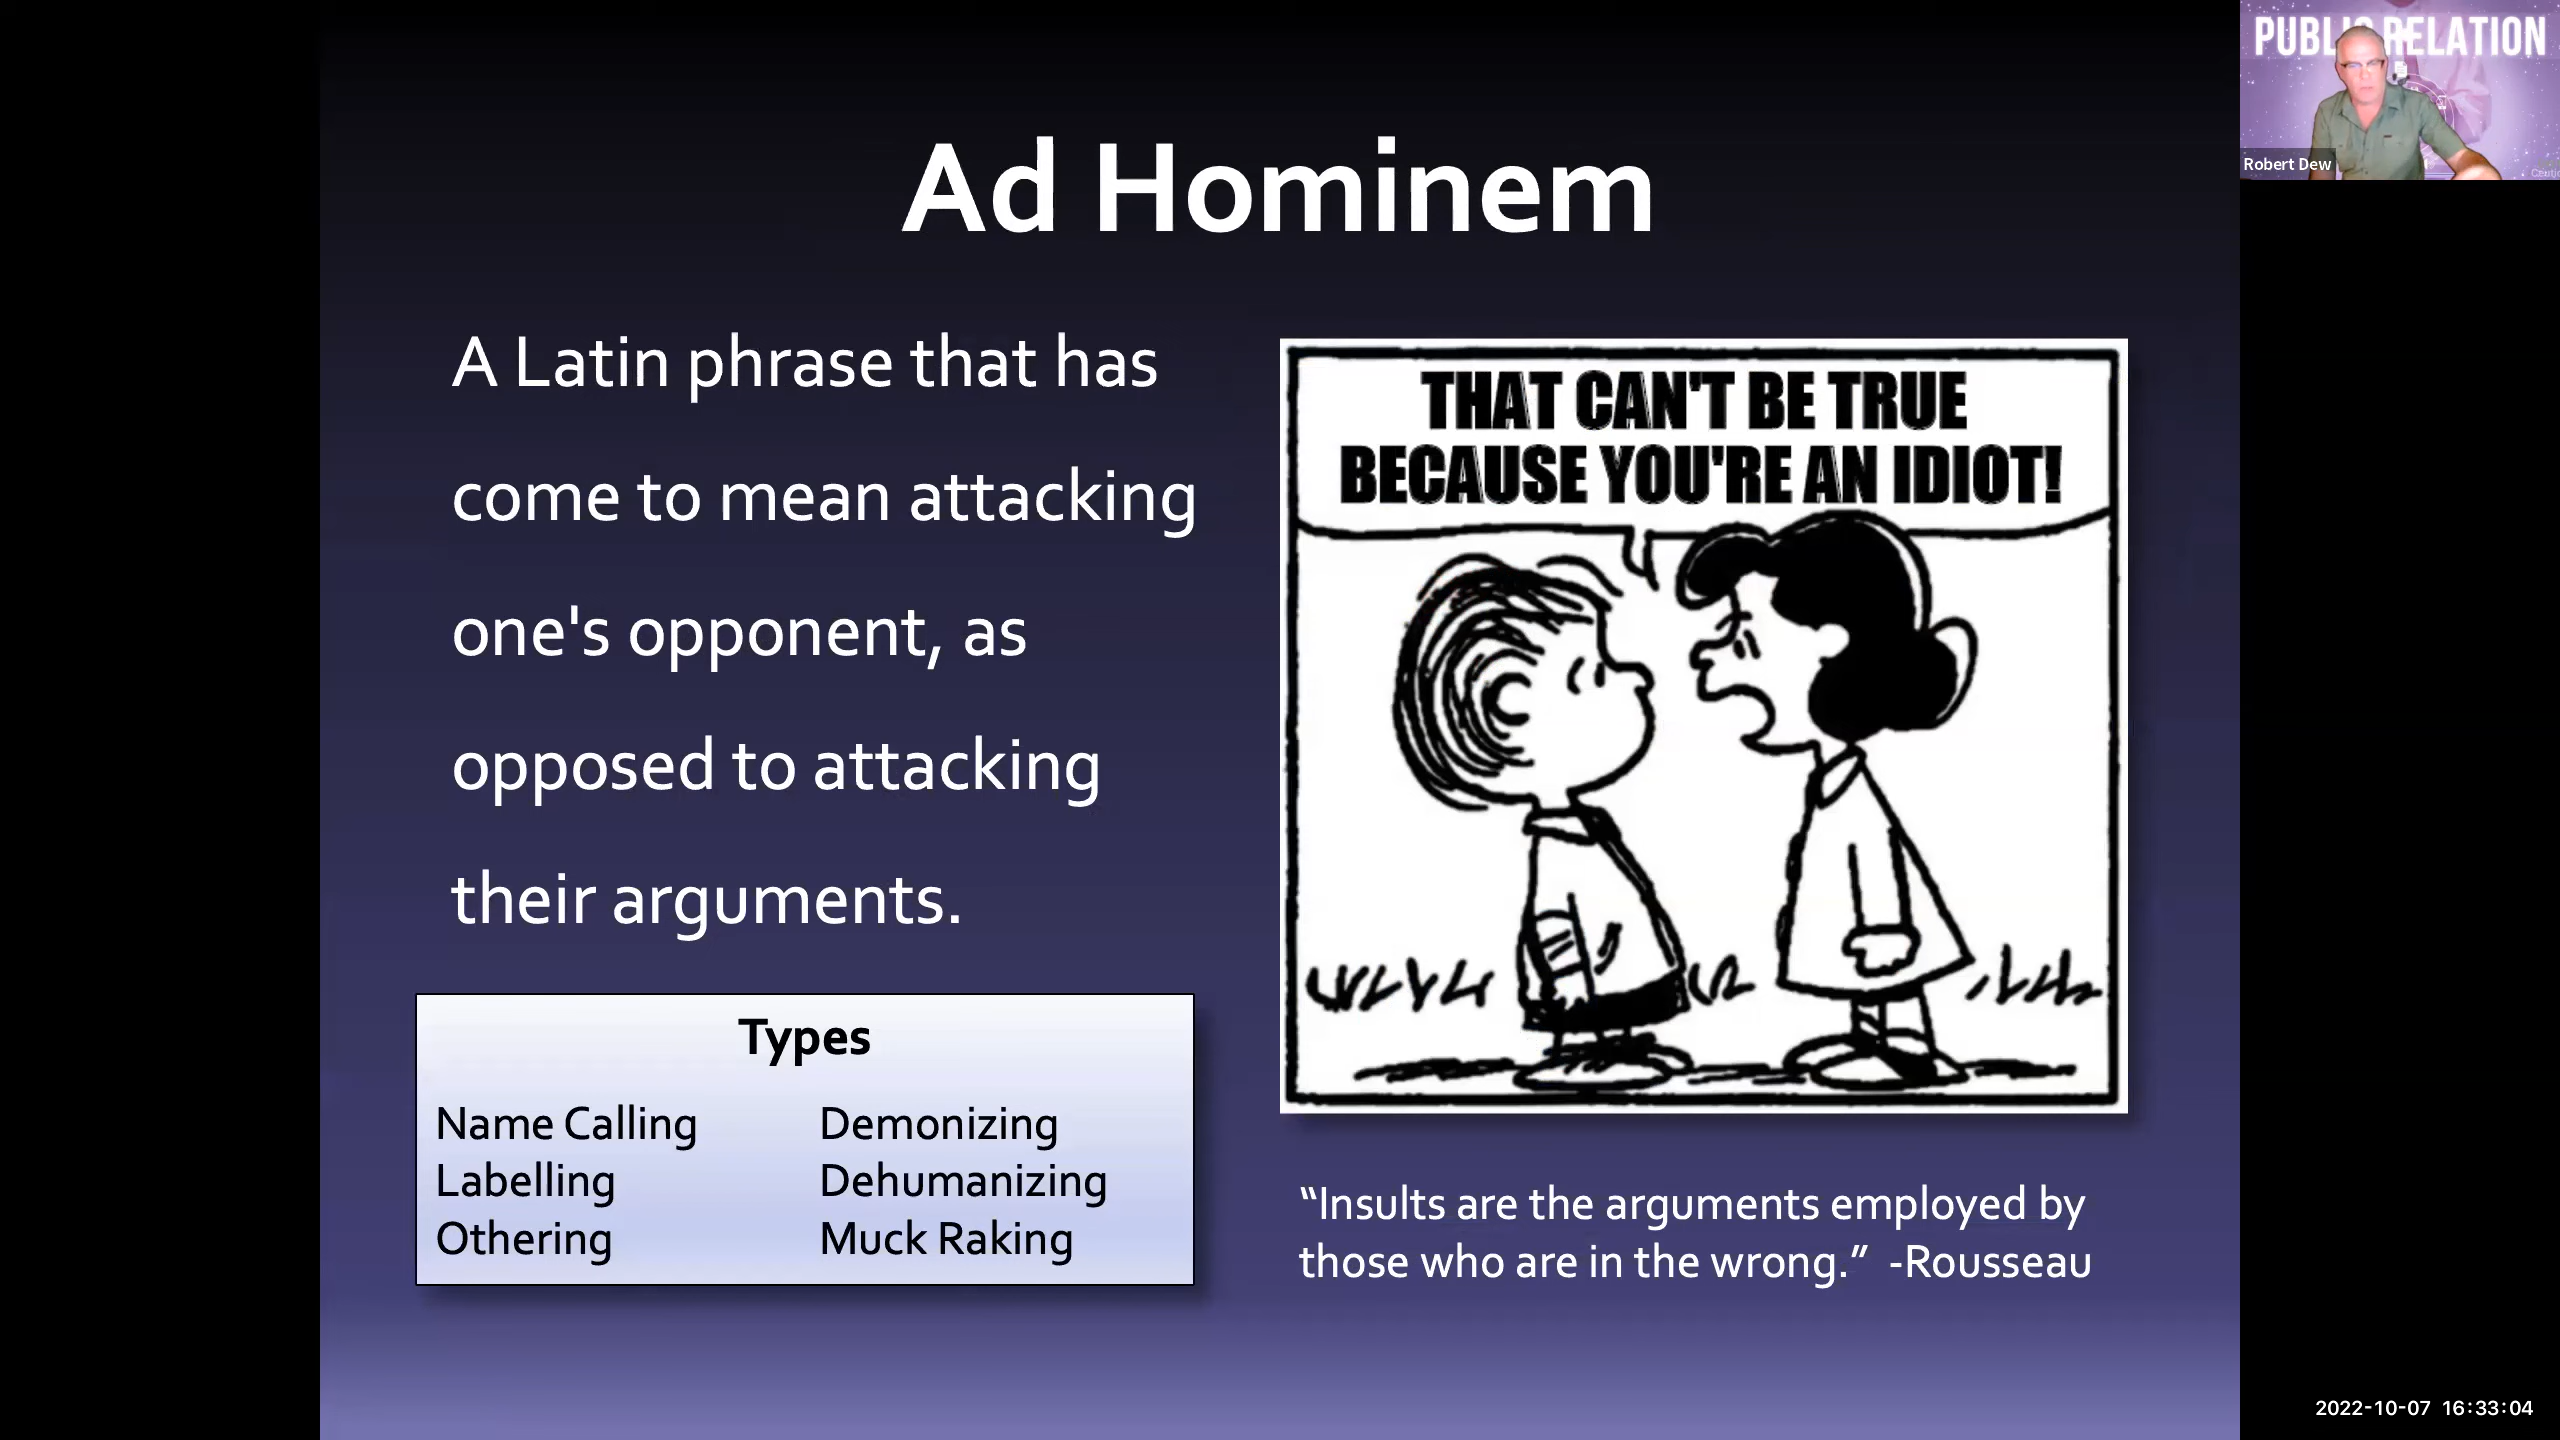 PUBLIC RELATION
Robert Dew
Ad Hominem
A Latin phrase that has
come to mean attacking
one's opponent, as
opposed to attacking
their arguments.
THAT CAN'T BE TRUE
BECAUSE YOU'RE AN IDIOT!
Types
Name Calling
Labelling
Othering
Demonizing
Dehumanizing
Muck Raking
“Insults are the arguments employed by
those who are in the wrong.” -Rousseau
2022-10-07 16:33:04